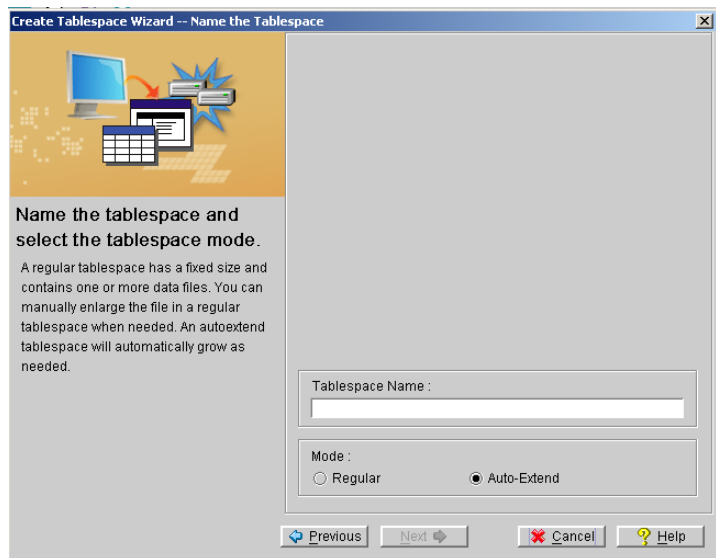 Create Tablespace Wizard -- Name the Tablespace
Name the tablespace and
select the tablespace mode.
A regular tablespace has a fixed size and
contains one or more data files. You can
manually enlarge the file in a regular
tablespace when needed. An autoextend
tablespace will automatically grow as
needed.
Tablespace Name :
Mode :
Regular
Auto-Extend
Previous
Next
Cancel
Help